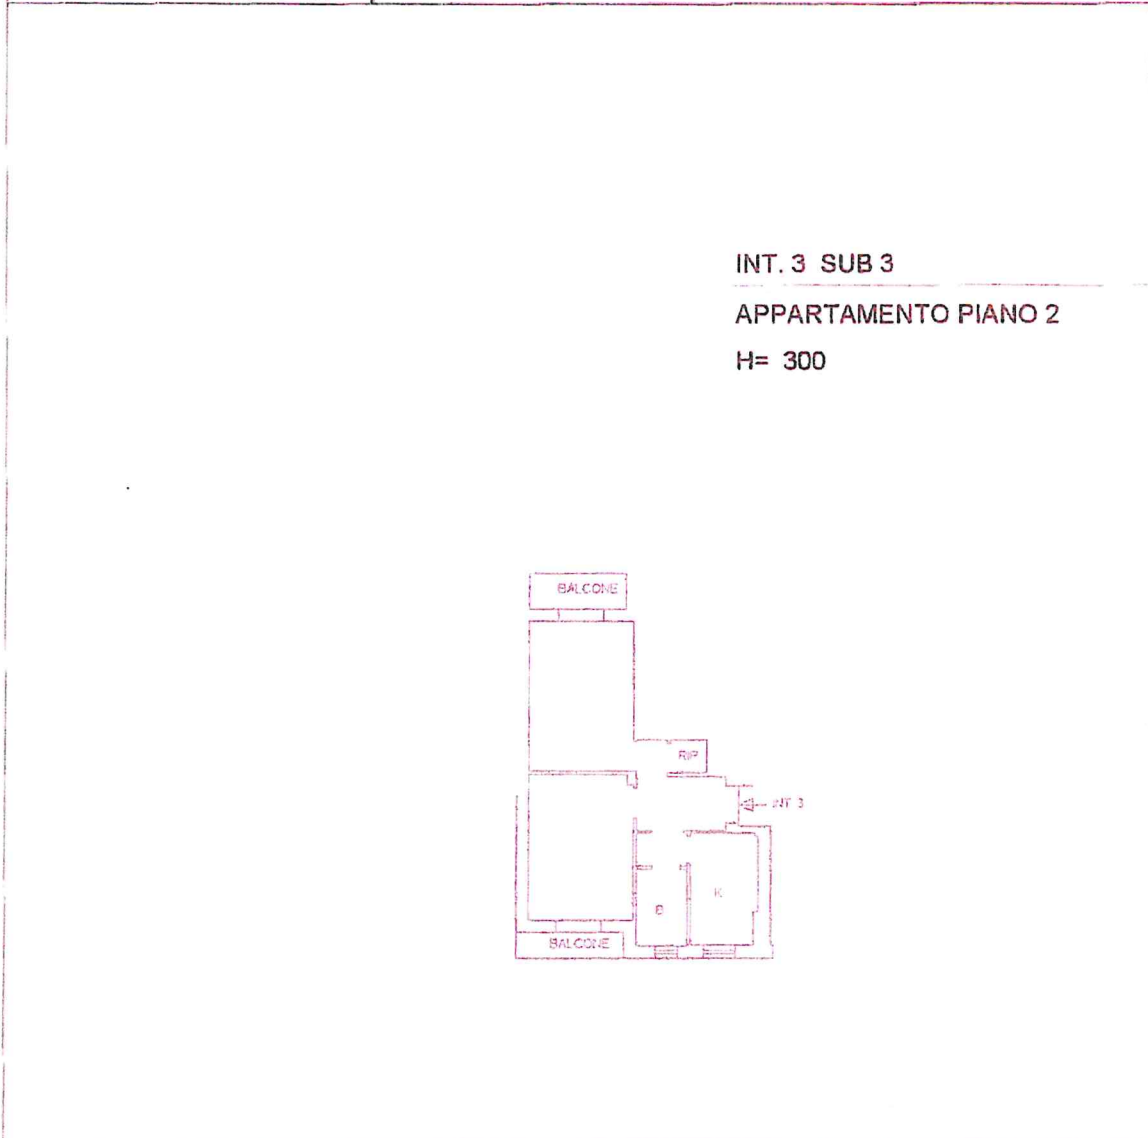 INT. 3 SUB 3
APPARTAMENTO PIANO 2
H= 300
BALCONE
RIP
INT 3
K
B
BALCONE